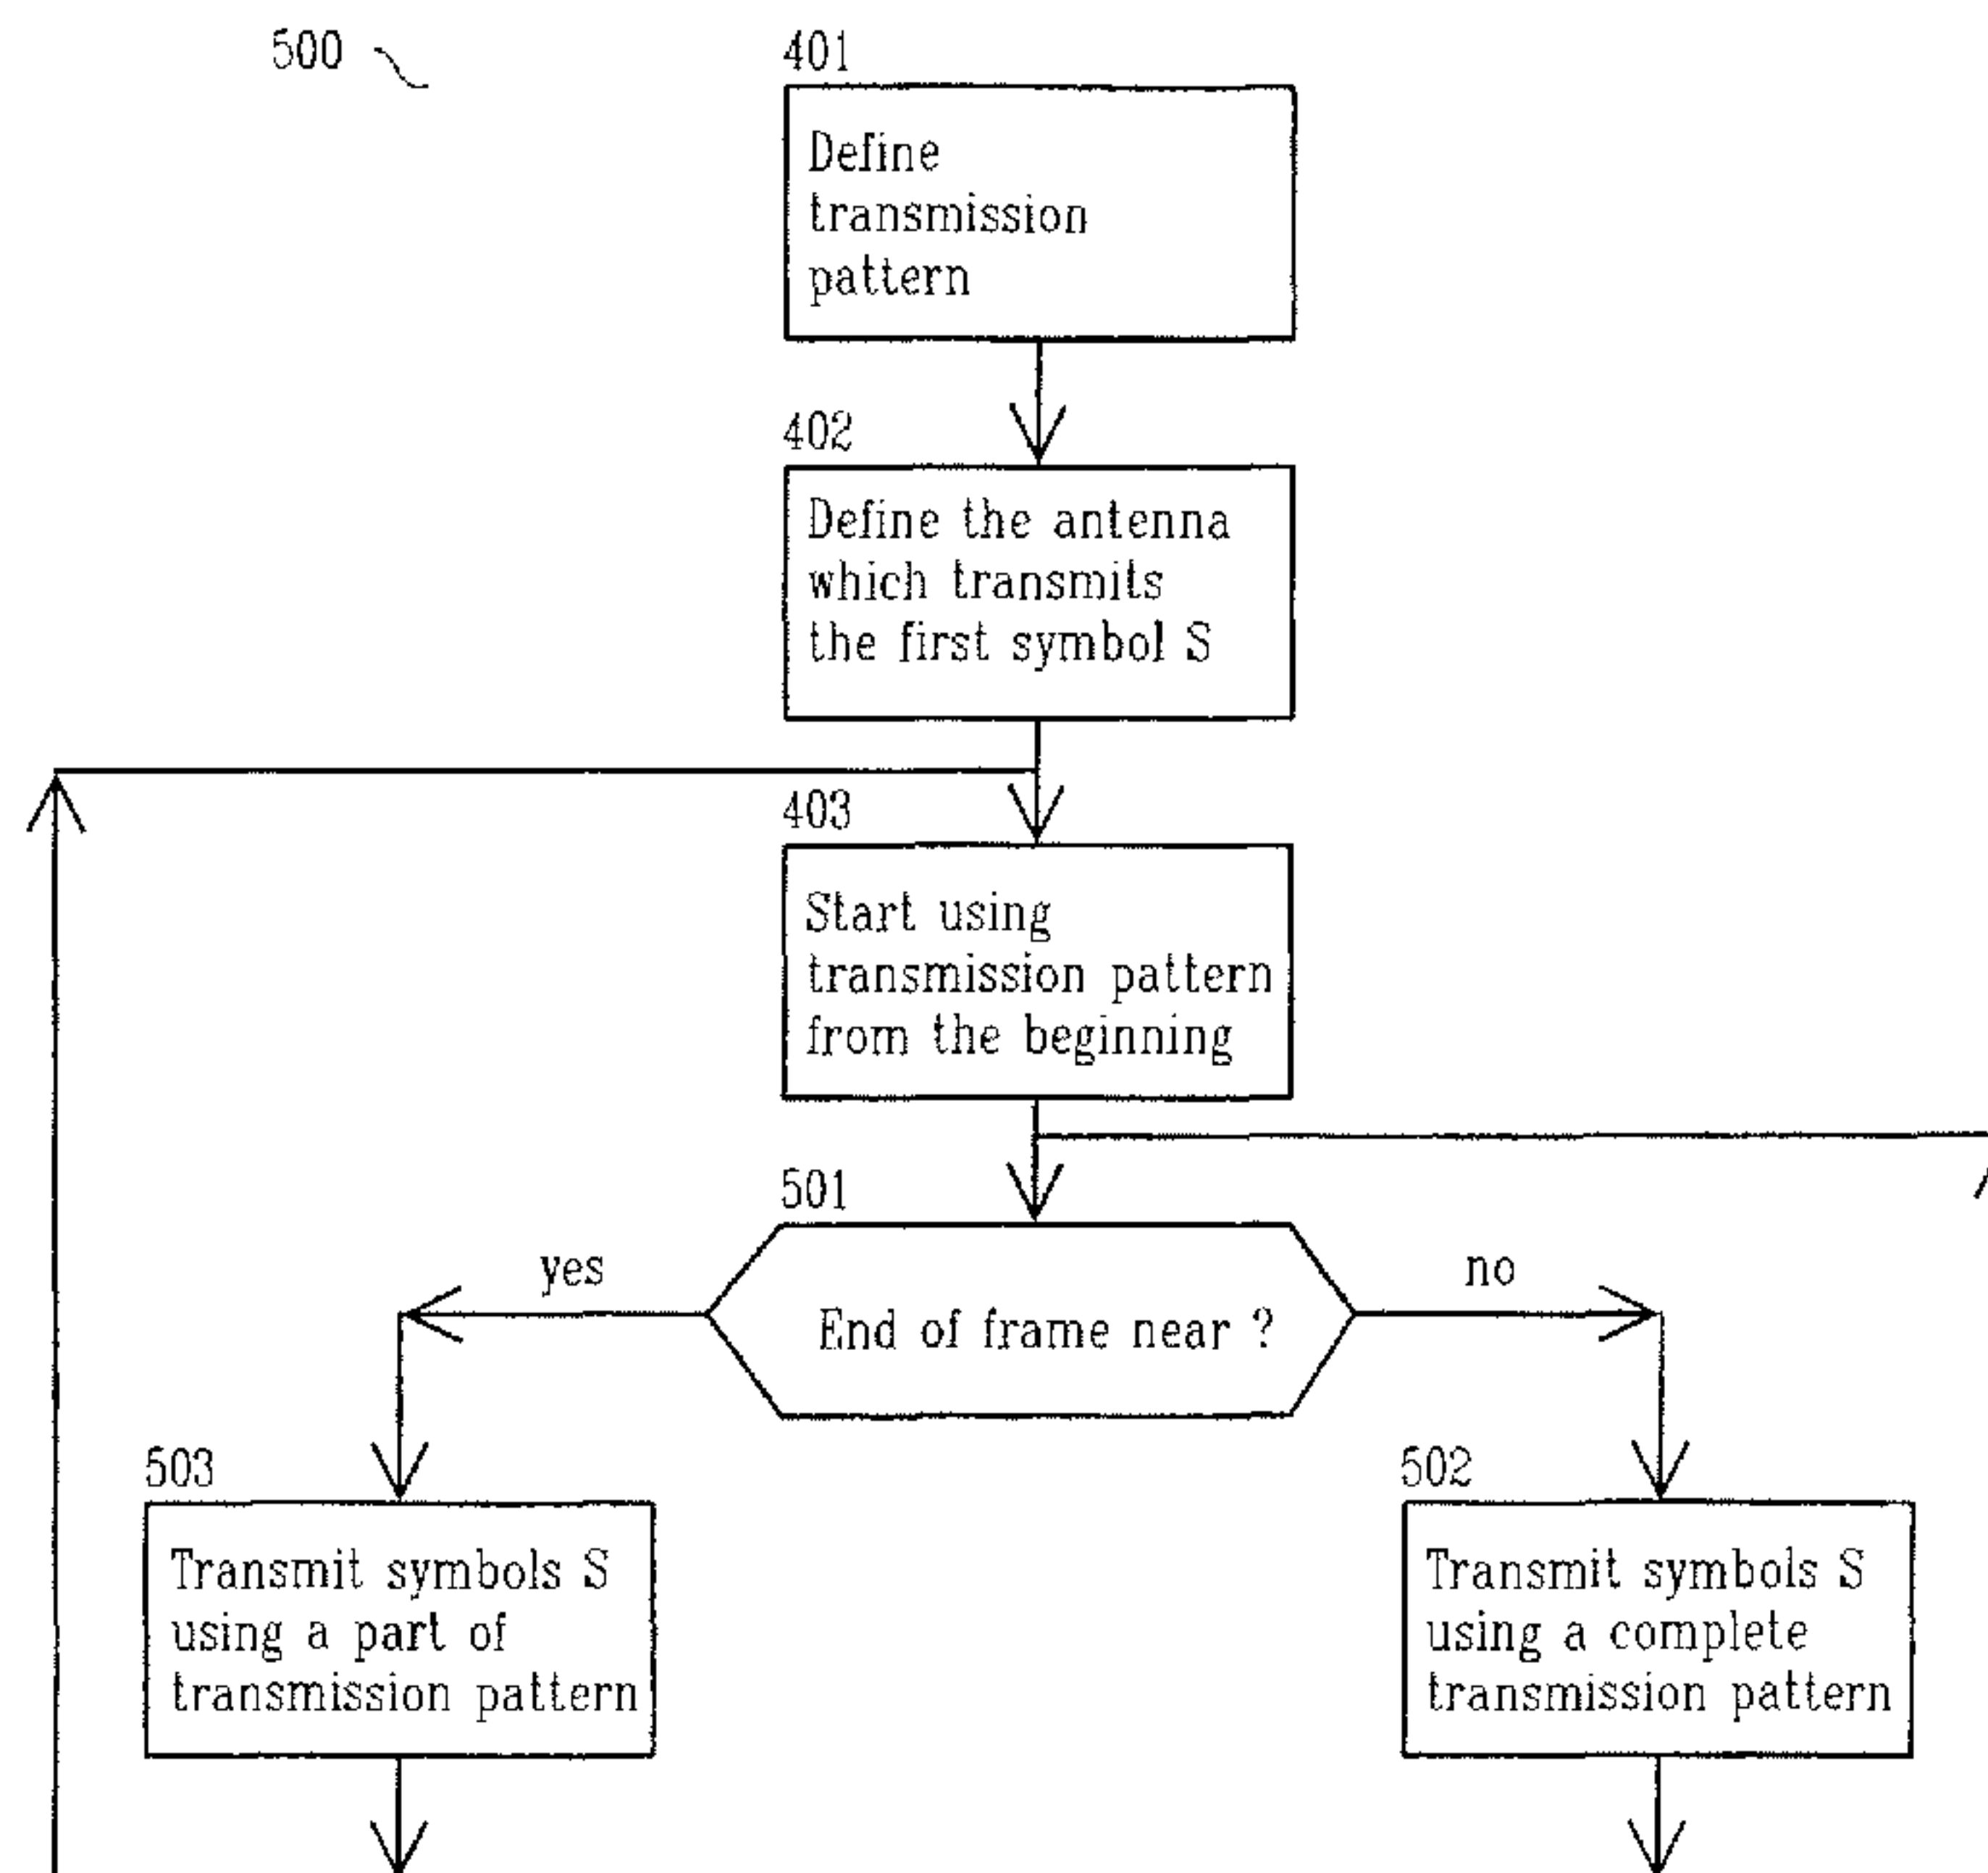 500
401
Define
transmission
pattern
402
Define the antenna
which transmits
the first symbol S
403
Start using
transmission pattern
from the beginning
501
yes
no
End of frame near ?
503
502
Transmit symbols S
using a part of
transmission pattern
Transmit symbols S
using a complete
transmission pattern